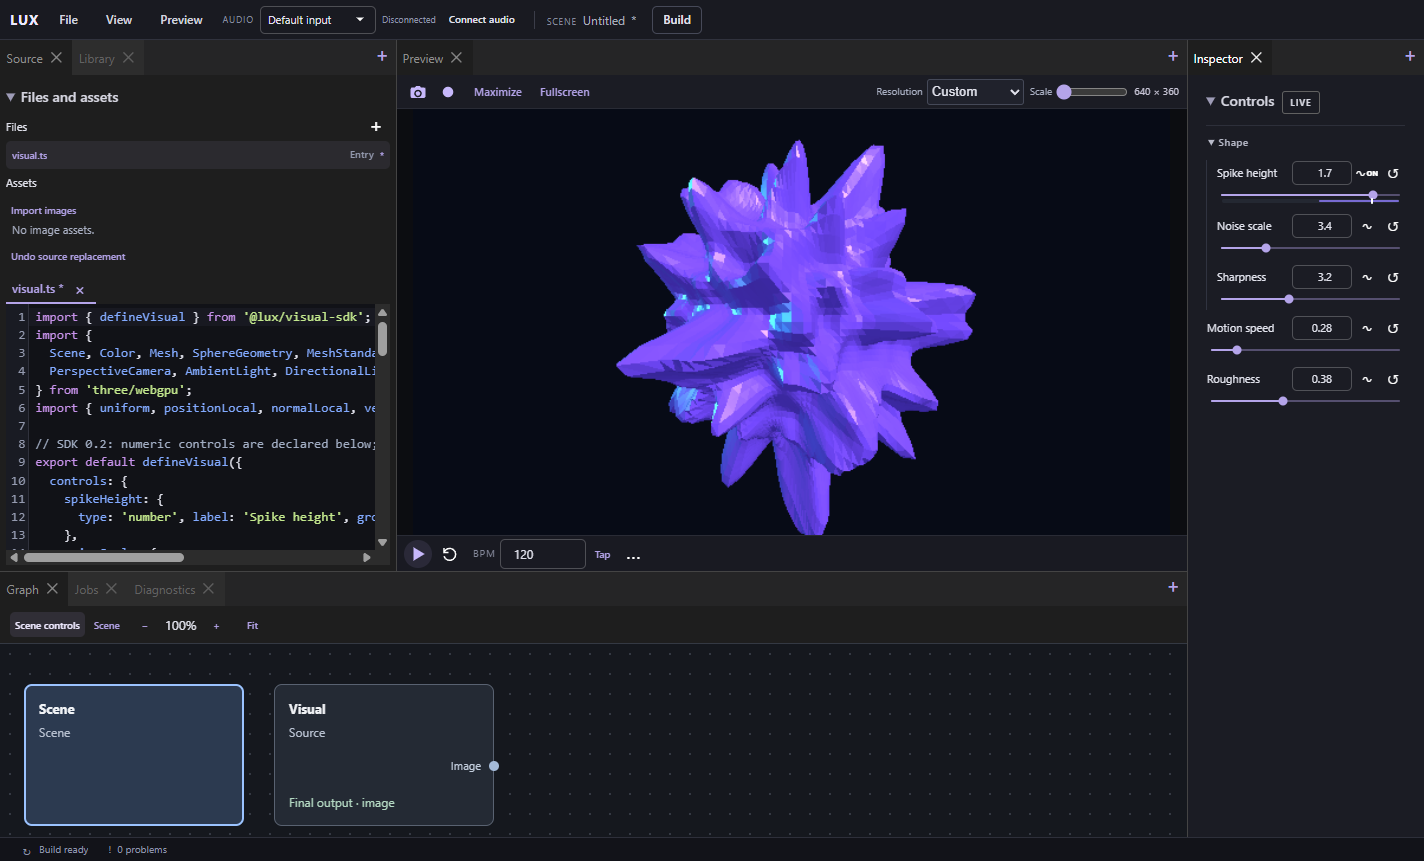 LUX File View Preview AUDIO Default input Disconnected Connect audio SCENE Untitled * Build
Source Library
Files and assets
Files
visual.ts Entry *
Assets
Import images
No image assets.
Undo source replacement
visual.ts *
1 import { defineVisual } from '@lux/visual-sdk';
2 import {
3 Scene, Color, Mesh, SphereGeometry, MeshStanda
4 PerspectiveCamera, AmbientLight, DirectionalLi
5 } from 'three/webgpu';
6 import { uniform, positionLocal, normalLocal, ve
7
8 // SDK 0.2: numeric controls are declared below;
9 export default defineVisual({
10 controls: {
11 spikeHeight: {
12 type: 'number', label: 'Spike height', gro
13 },
Preview
Maximize Fullscreen Resolution Custom Scale 640 × 360
BPM 120 Tap ...
Inspector
Controls LIVE
Shape
Spike height 1.7 ON
Noise scale 3.4
Sharpness 3.2
Motion speed 0.28
Roughness 0.38
Graph Jobs Diagnostics
Scene controls Scene − 100% + Fit
Scene
Scene
Visual
Source
Image
Final output · image
Build ready ! 0 problems